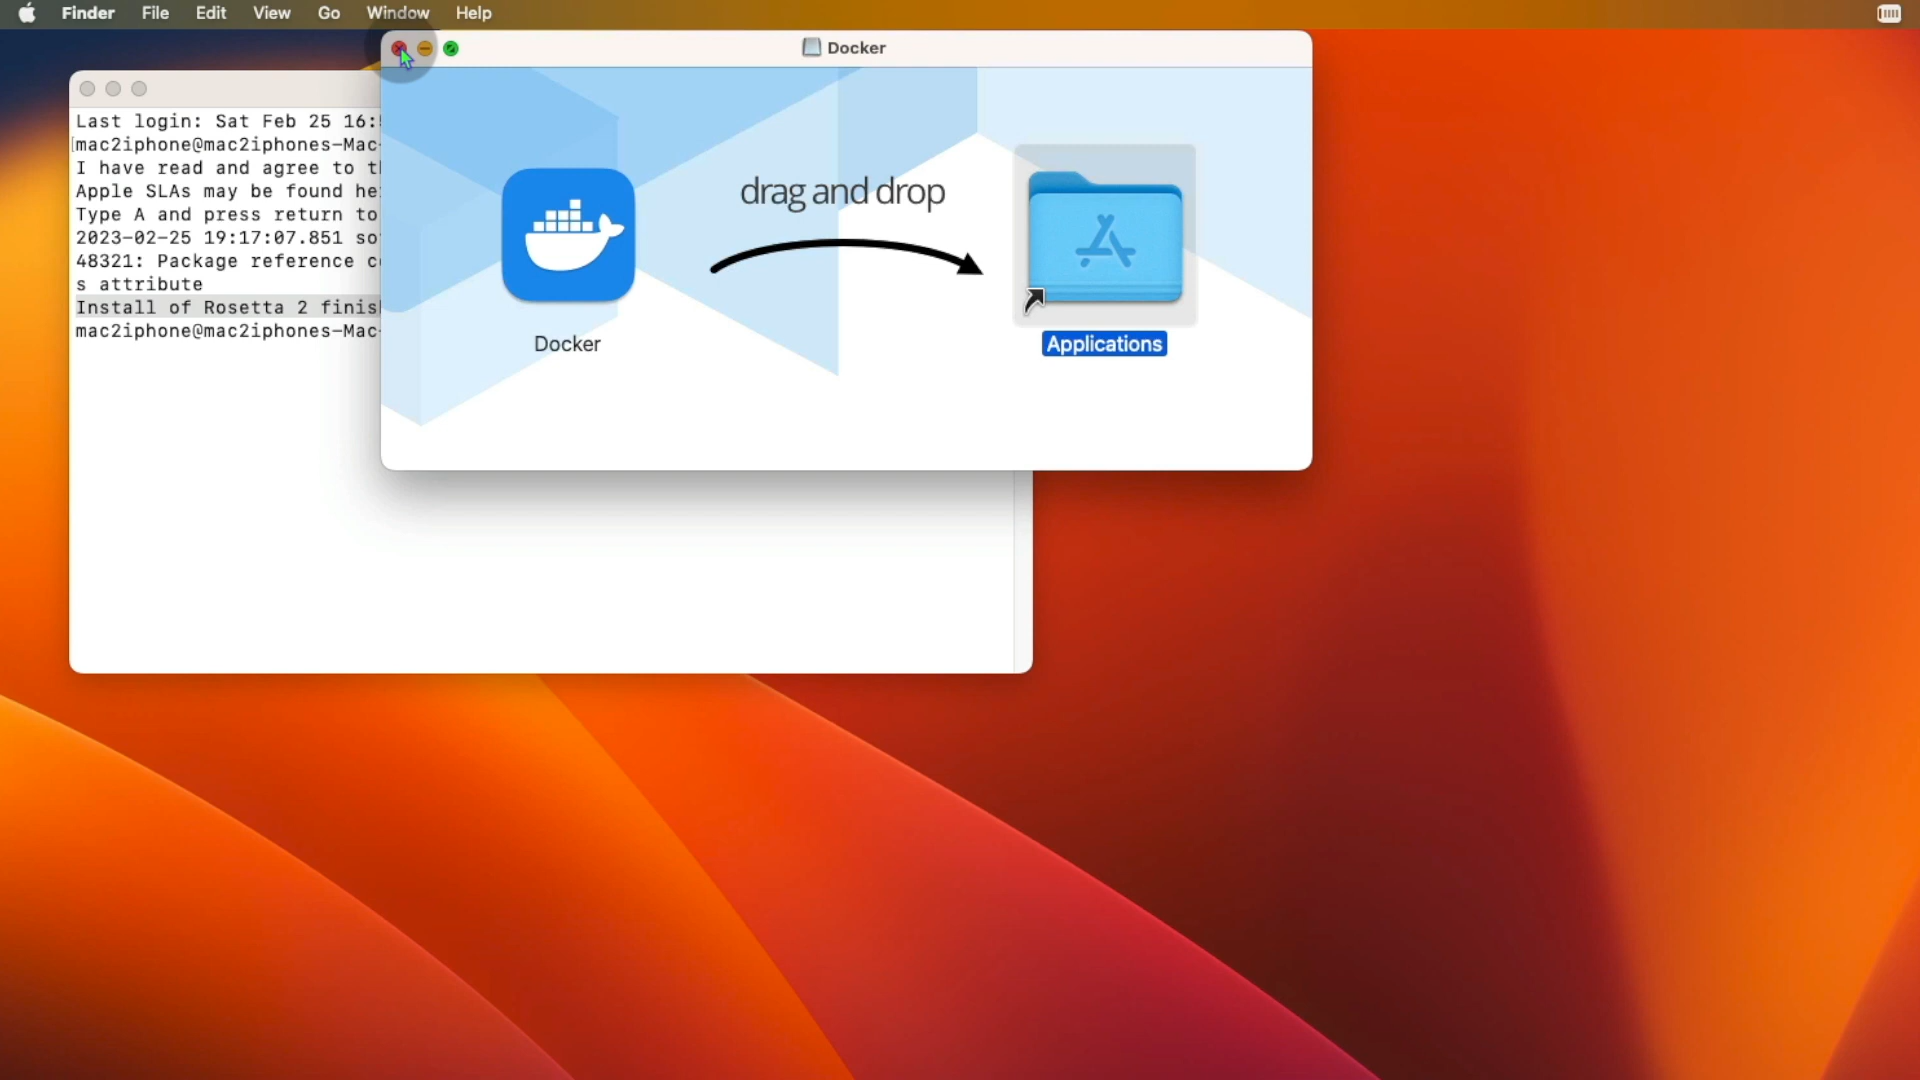 Finder File Edit View Go Window Help
Docker
Last login: Sat Feb 25 16:
mac2iphone@mac2iphones-Mac-
I have read and agree to th
Apple SLAs may be found he
Type A and press return to
2023-02-25 19:17:07.851 so
48321: Package reference c
s attribute
Install of Rosetta 2 finis
mac2iphone@mac2iphones-Mac-
drag and drop
Docker
Applications